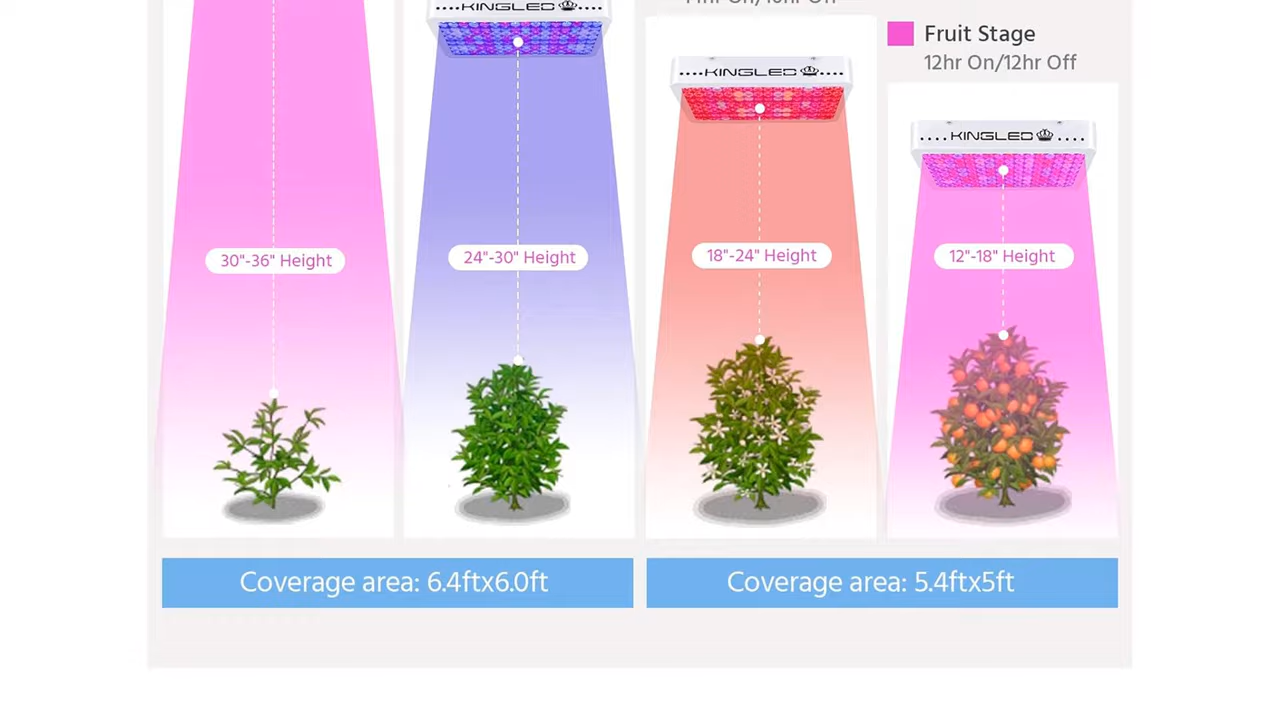 KINGLED
KINGLED
KINGLED
Fruit Stage
12hr On/12hr Off
30"-36" Height
24"-30" Height
18"-24" Height
12"-18" Height
Coverage area: 6.4ftx6.0ft
Coverage area: 5.4ftx5ft